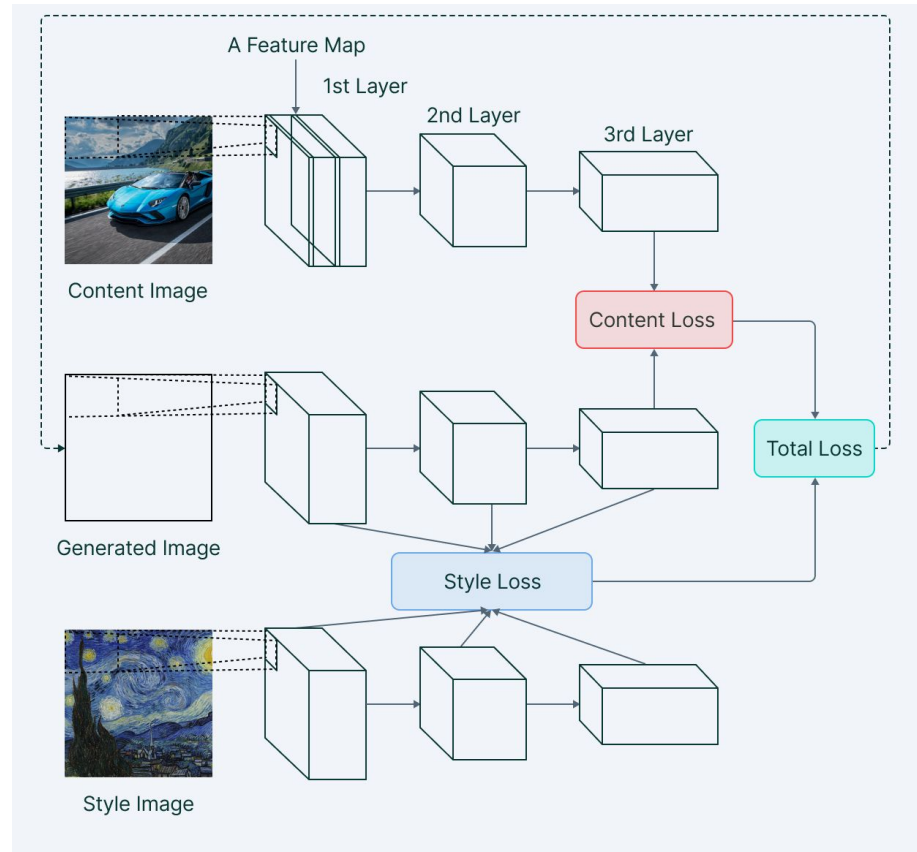 A Feature Map
1st Layer
2nd Layer
3rd Layer
Content Image
Content Loss
Total Loss
Generated Image
Style Loss
Style Image